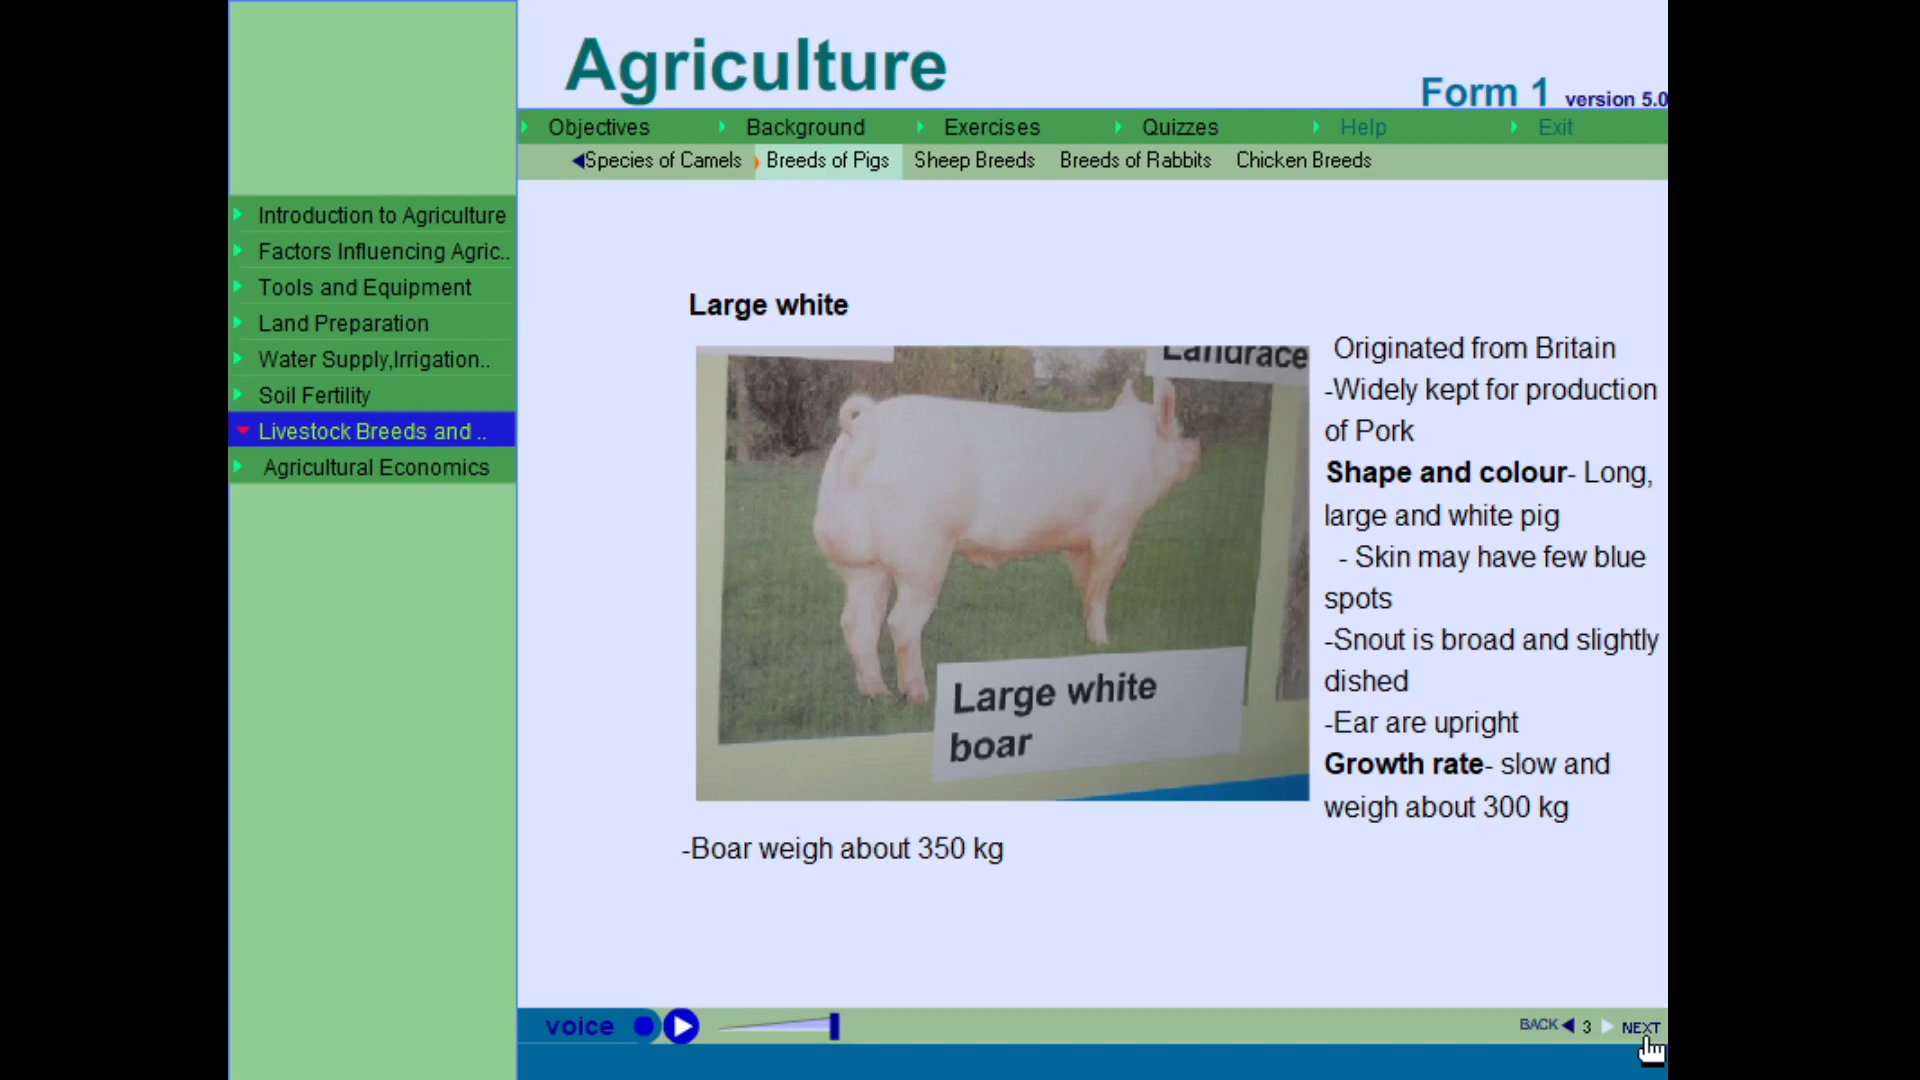 Agriculture
Form 1 version 5.0
Objectives Background Exercises Quizzes Help Exit
Species of Camels Breeds of Pigs Sheep Breeds Breeds of Rabbits Chicken Breeds
Introduction to Agriculture
Factors Influencing Agric..
Tools and Equipment
Land Preparation
Water Supply,Irrigation..
Soil Fertility
Livestock Breeds and ..
Agricultural Economics
Large white
Landrace
Large white
boar
Originated from Britain
-Widely kept for production
of Pork
Shape and colour- Long,
large and white pig
- Skin may have few blue
spots
-Snout is broad and slightly
dished
-Ear are upright
Growth rate- slow and
weigh about 300 kg
-Boar weigh about 350 kg
voice
BACK 3 NEXT